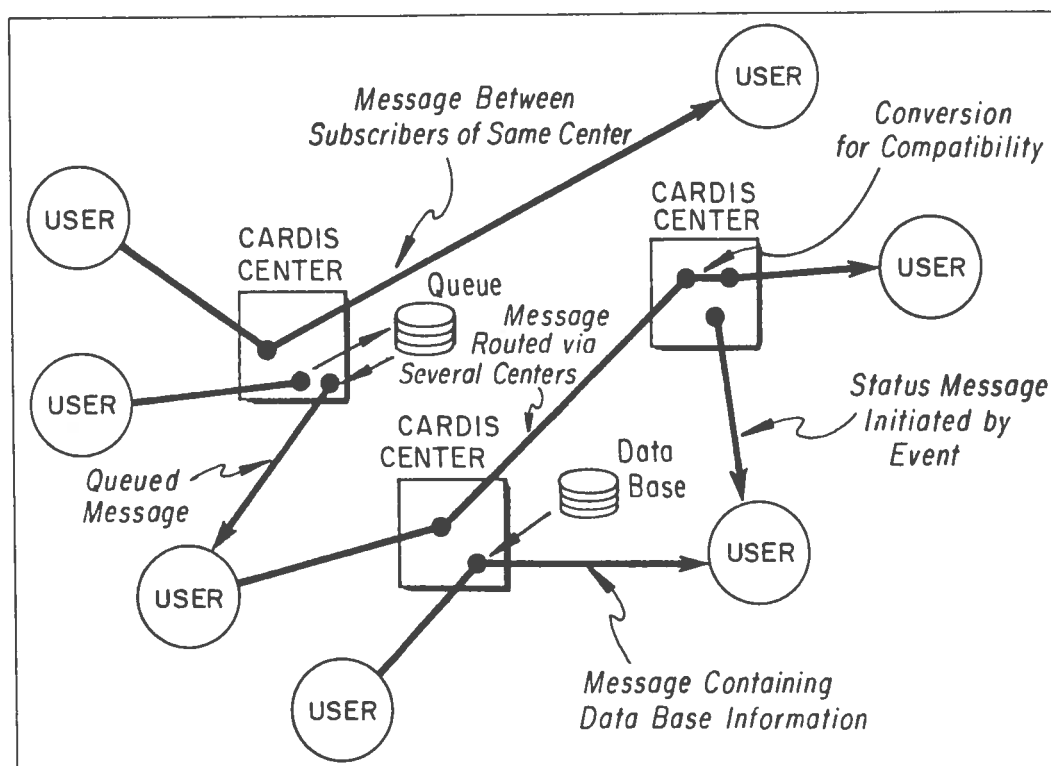 USER
Message Between
Subscribers of Same Center
Conversion
for Compatibility
USER
CARDIS
CENTER
CARDIS
CENTER
USER
Queue
Message
Routed via
Several Centers
USER
Status Message
Initiated by
Event
CARDIS
CENTER
Data
Base
Queued
Message
USER
USER
USER
Message Containing
Data Base Information